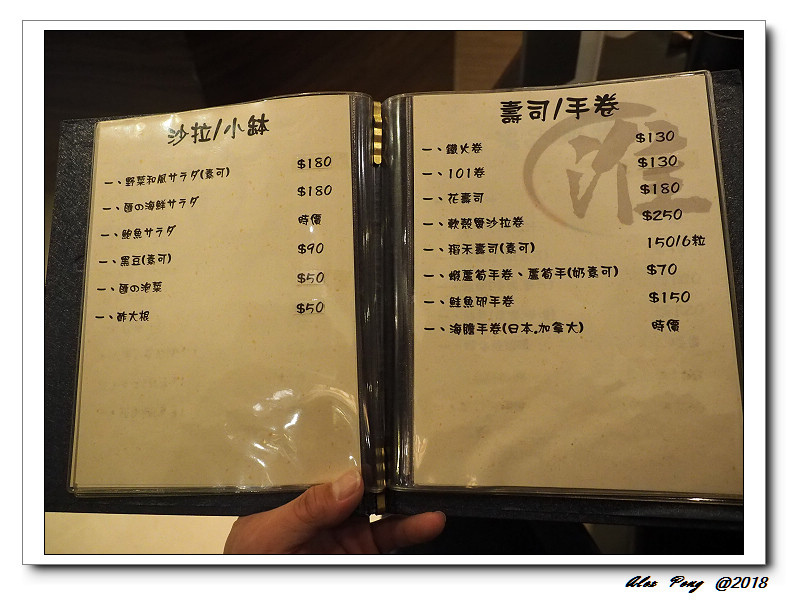 沙拉/小缽
一、野菜和風サラダ(素可) $180
一、匯の海鮮サラダ $180
一、鮑魚サラダ 時價
一、黑豆(素可) $90
一、匯の泡菜 $50
一、酢大根 $50
壽司/手卷
一、鐵火卷 $130
一、101卷 $130
一、花壽司 $180
一、軟殼蟹沙拉卷 $250
一、稻禾壽司(素可) 150/6粒
一、蝦蘆筍手卷、蘆筍手(奶素可) $70
一、鮭魚卵手卷 $150
一、海膽手卷(日本.加拿大) 時價
匯
Alex Pong @2018